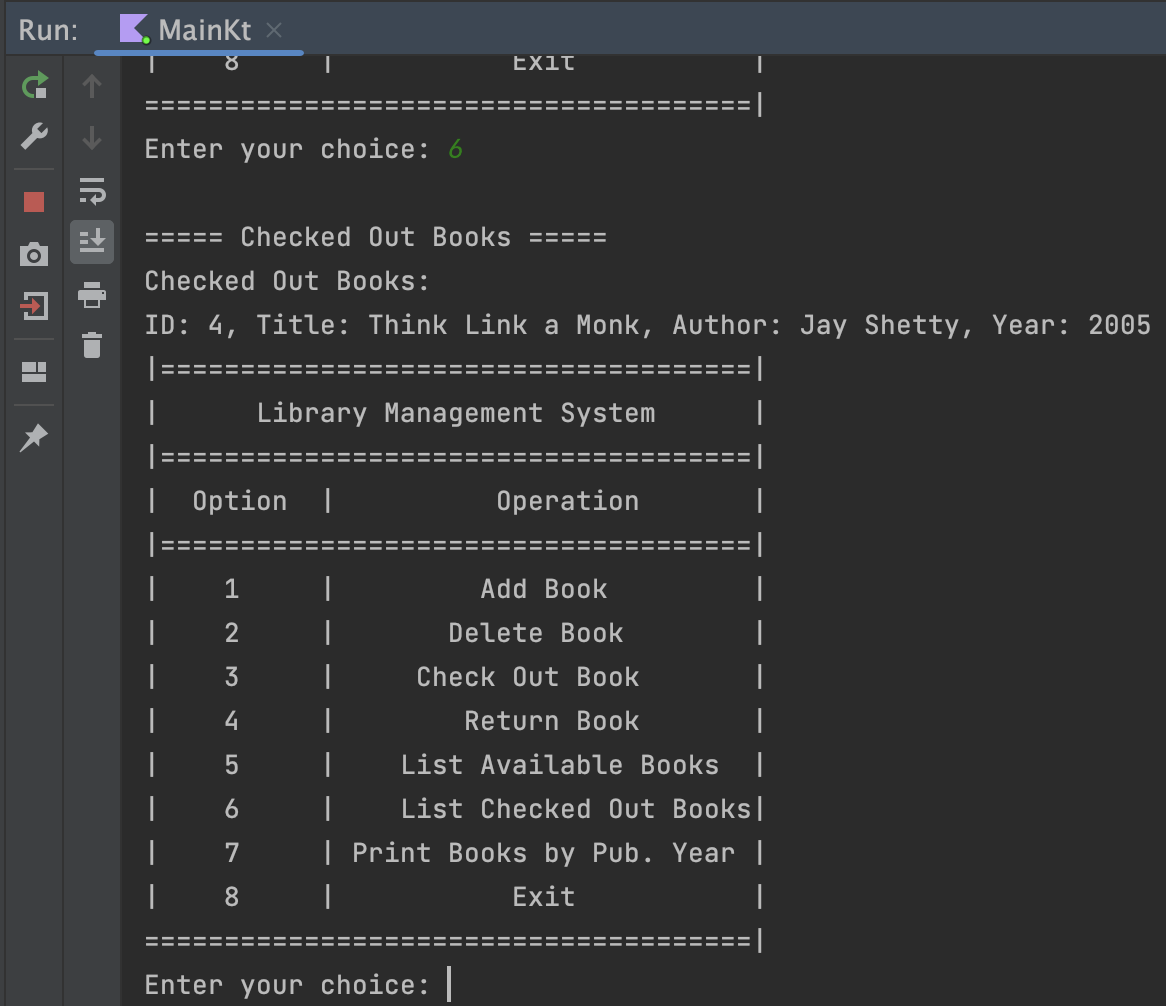 Run: MainKt ×
|    8     |           Exit           |
======================================|
Enter your choice: 6
===== Checked Out Books =====
Checked Out Books:
ID: 4, Title: Think Link a Monk, Author: Jay Shetty, Year: 2005
|=====================================|
|      Library Management System      |
|=====================================|
|  Option  |          Operation       |
|=====================================|
|    1     |         Add Book         |
|    2     |       Delete Book        |
|    3     |     Check Out Book       |
|    4     |        Return Book       |
|    5     |    List Available Books  |
|    6     |    List Checked Out Books|
|    7     | Print Books by Pub. Year |
|    8     |           Exit           |
======================================|
Enter your choice: